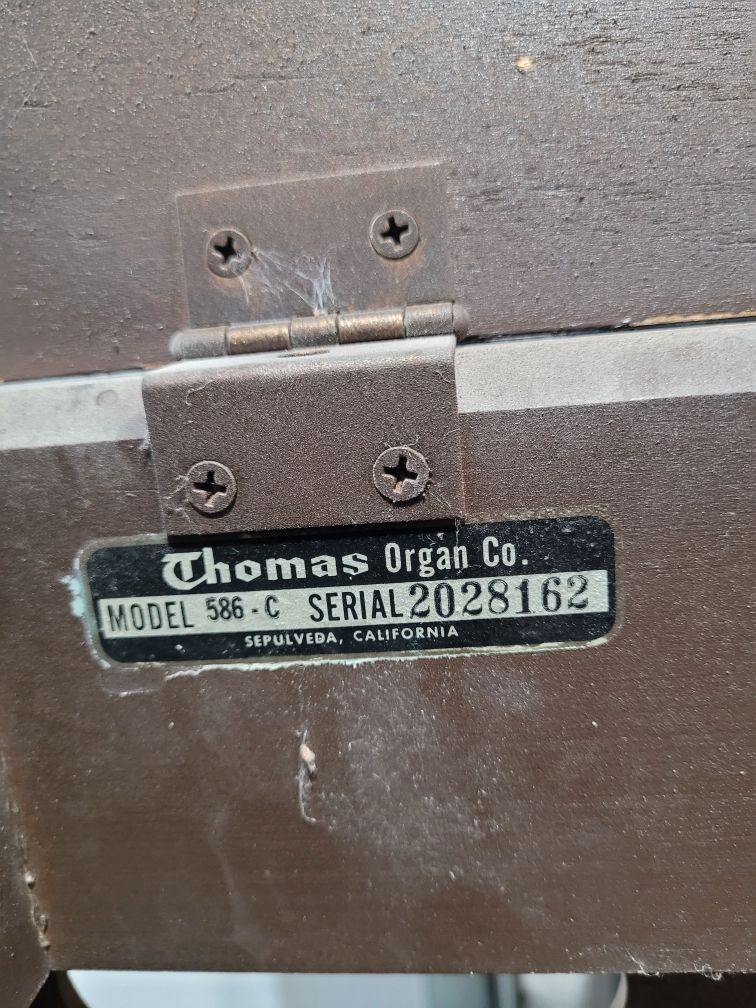 Thomas Organ Co.
MODEL 586-C SERIAL 2028162
SEPULVEDA, CALIFORNIA